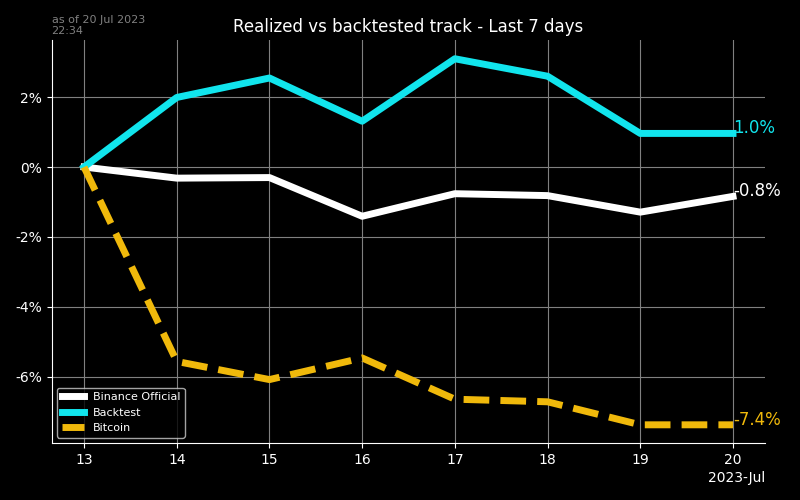 as of 20 Jul 2023
22:34
Realized vs backtested track - Last 7 days
2%
0%
-2%
-4%
-6%
1.0%
-0.8%
-7.4%
Binance Official
Backtest
Bitcoin
13 14 15 16 17 18 19 20
2023-Jul